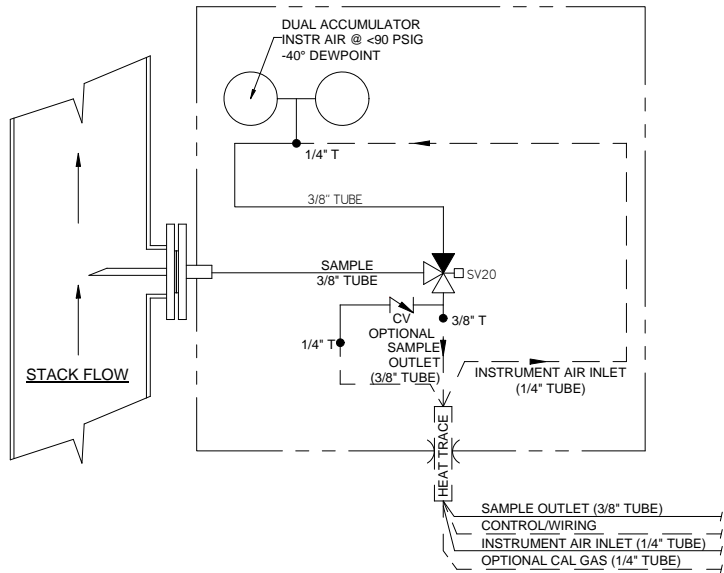 DUAL ACCUMULATOR
INSTR AIR @ <90 PSIG
-40° DEWPOINT
1/4" T
3/8" TUBE
SAMPLE
3/8" TUBE
SV20
CV
3/8" T
1/4" T
OPTIONAL
SAMPLE
OUTLET
(3/8" TUBE)
INSTRUMENT AIR INLET
(1/4" TUBE)
STACK FLOW
HEAT TRACE
SAMPLE OUTLET (3/8" TUBE)
CONTROL/WIRING
INSTRUMENT AIR INLET (1/4" TUBE)
OPTIONAL CAL GAS (1/4" TUBE)